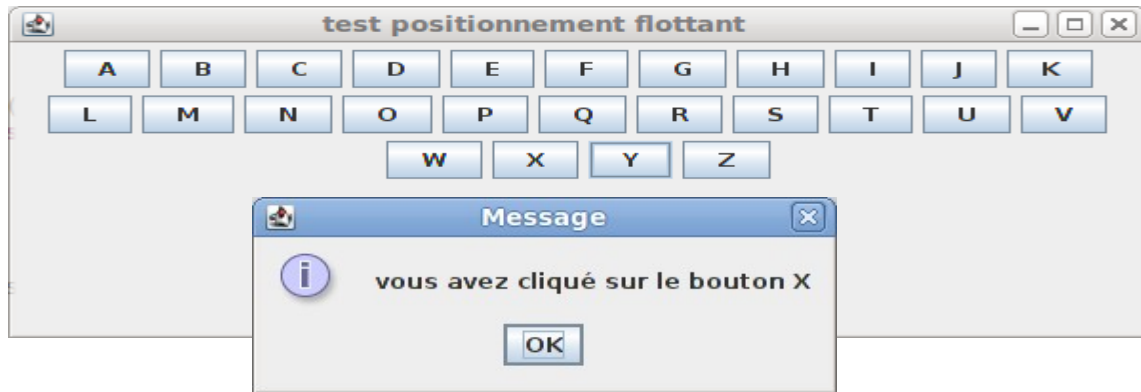 test positionnement flottant
A B C D E F G H I J K
L M N O P Q R S T U V
W X Y Z
Message
vous avez cliqué sur le bouton X
OK